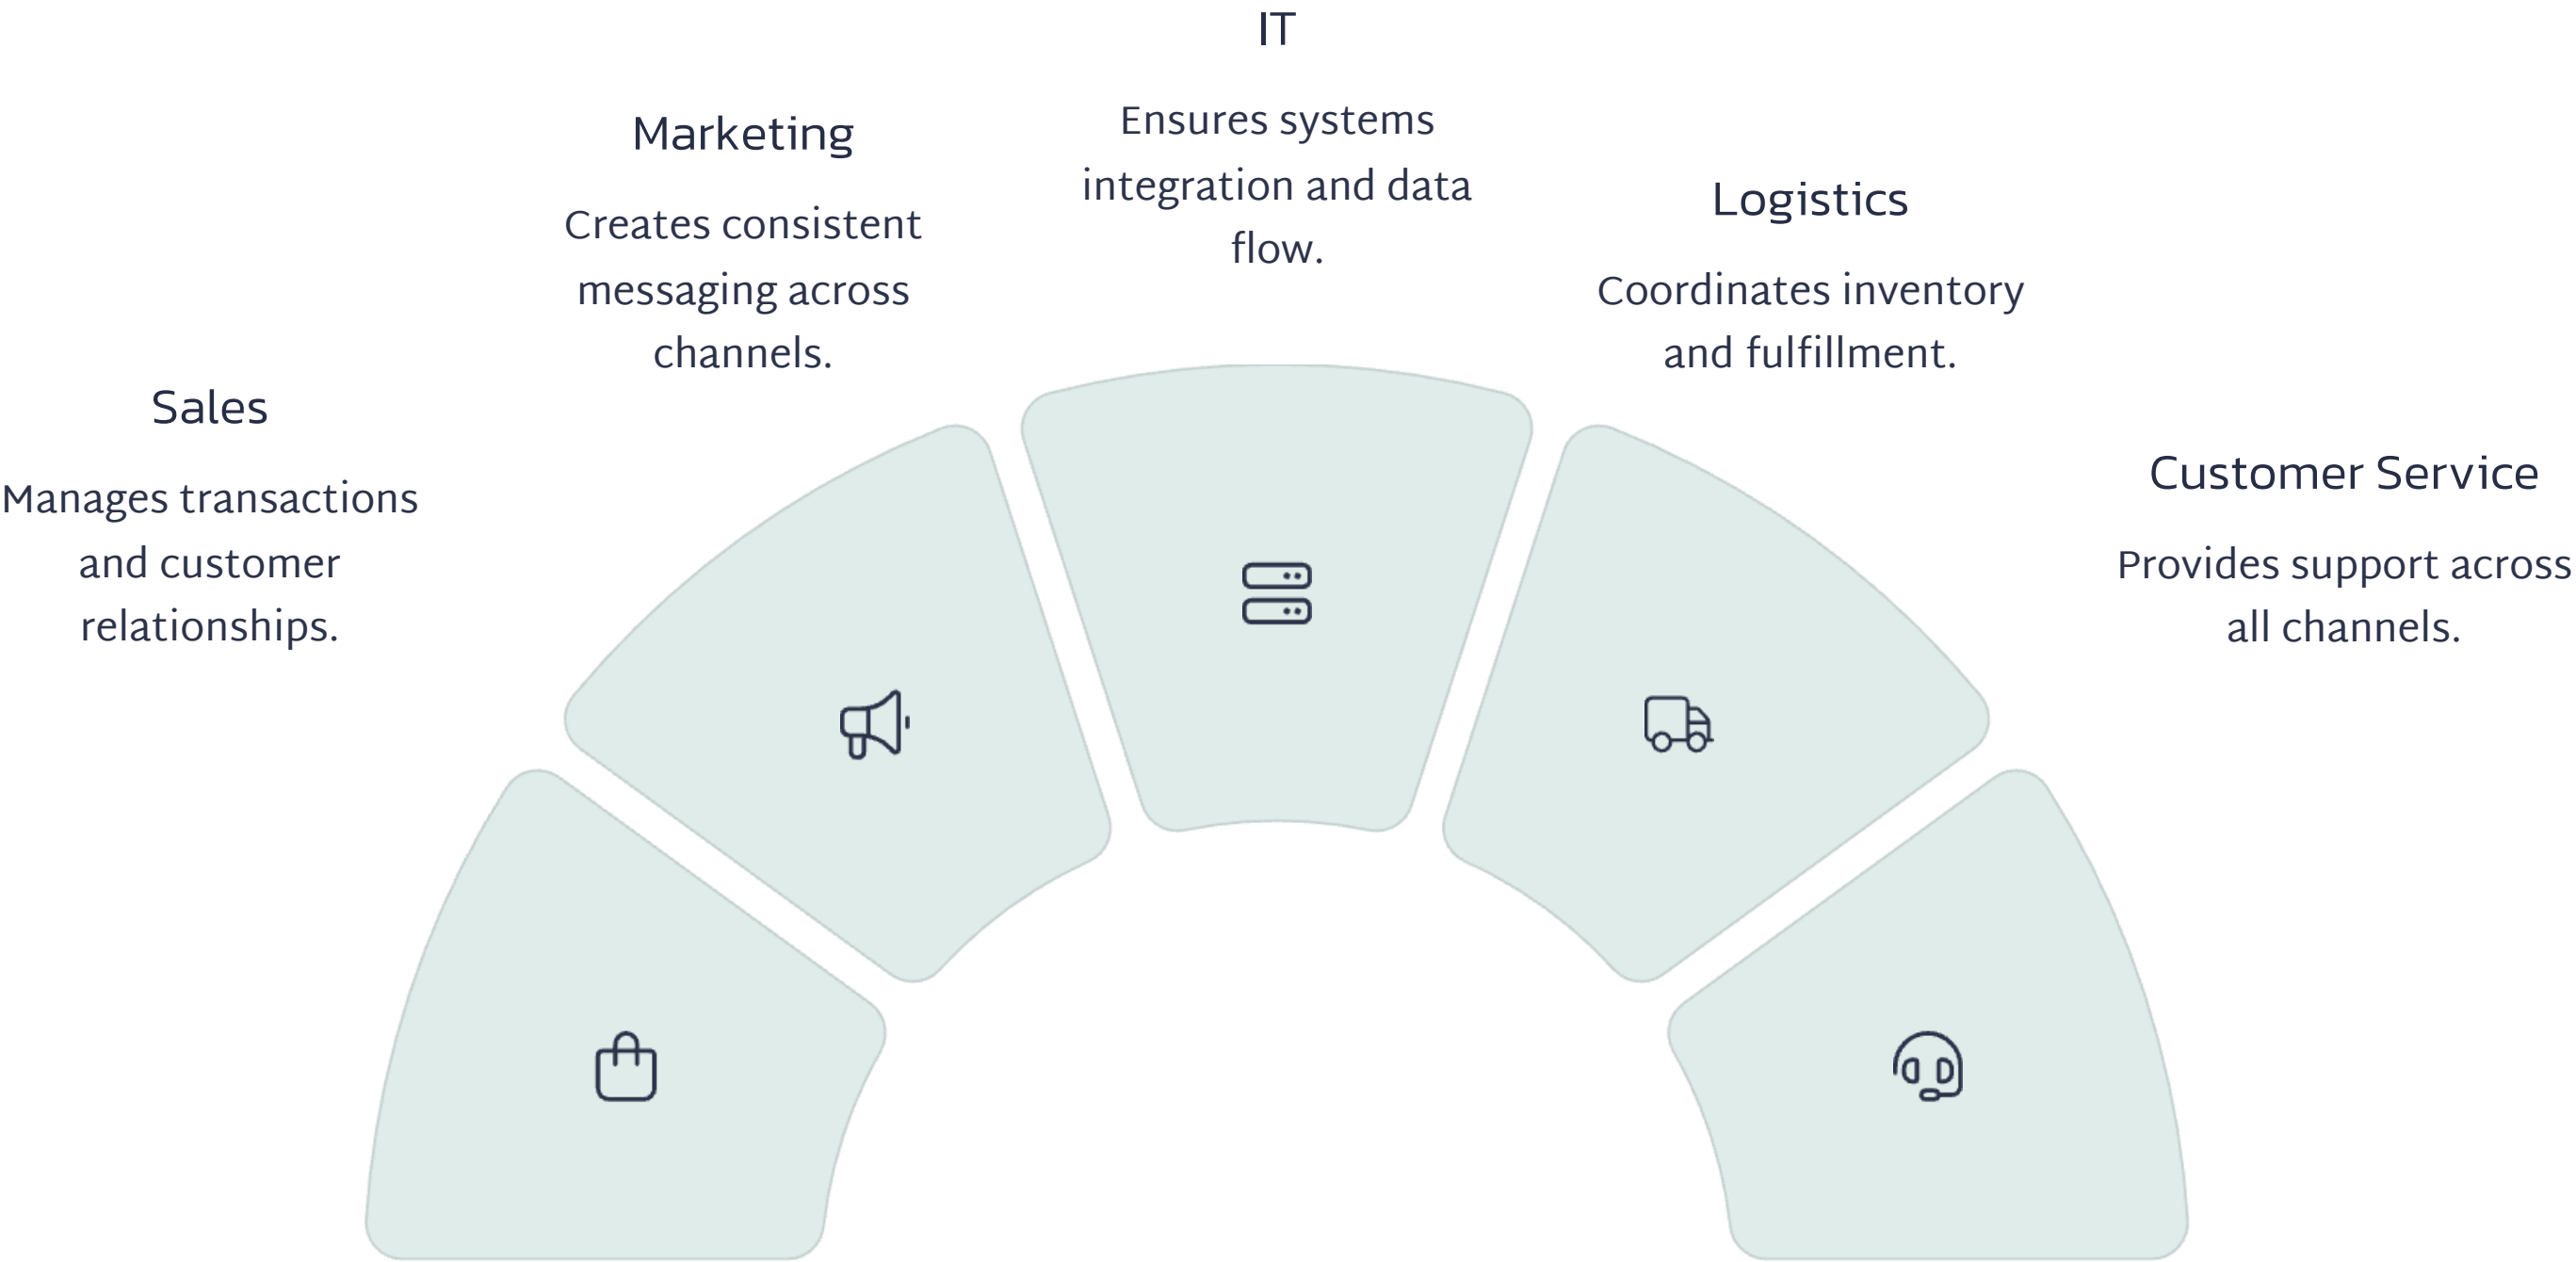 Sales
Manages transactions
and customer
relationships.
Marketing
Creates consistent
messaging across
channels.
IT
Ensures systems
integration and data
flow.
Logistics
Coordinates inventory
and fulfillment.
Customer Service
Provides support across
all channels.